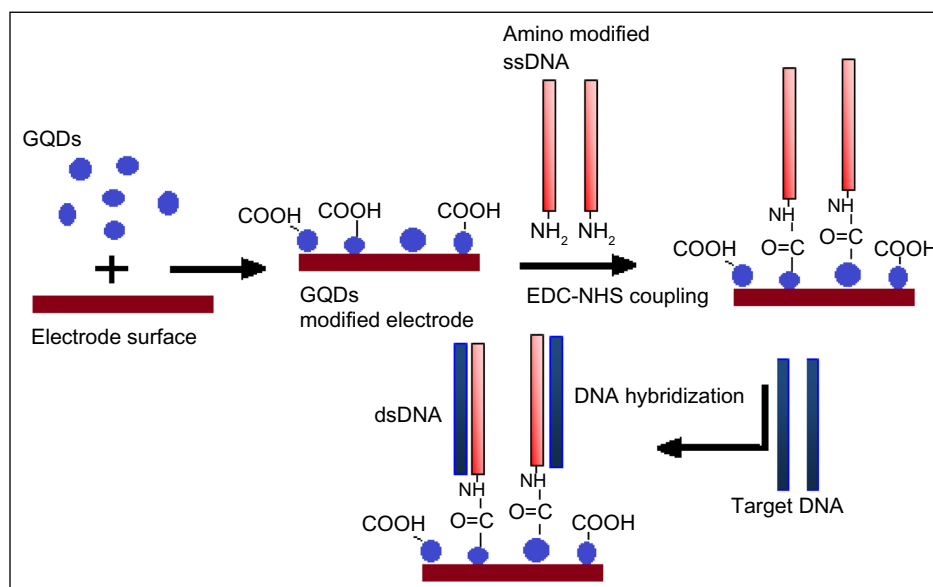 Amino modified
ssDNA
GQDs
COOH
COOH
COOH
NH2 NH2
NH
NH
O=C
O=C
COOH
COOH
+
Electrode surface
GQDs
modified electrode
EDC-NHS coupling
dsDNA
DNA hybridization
Target DNA
NH
NH
O=C
O=C
COOH
COOH